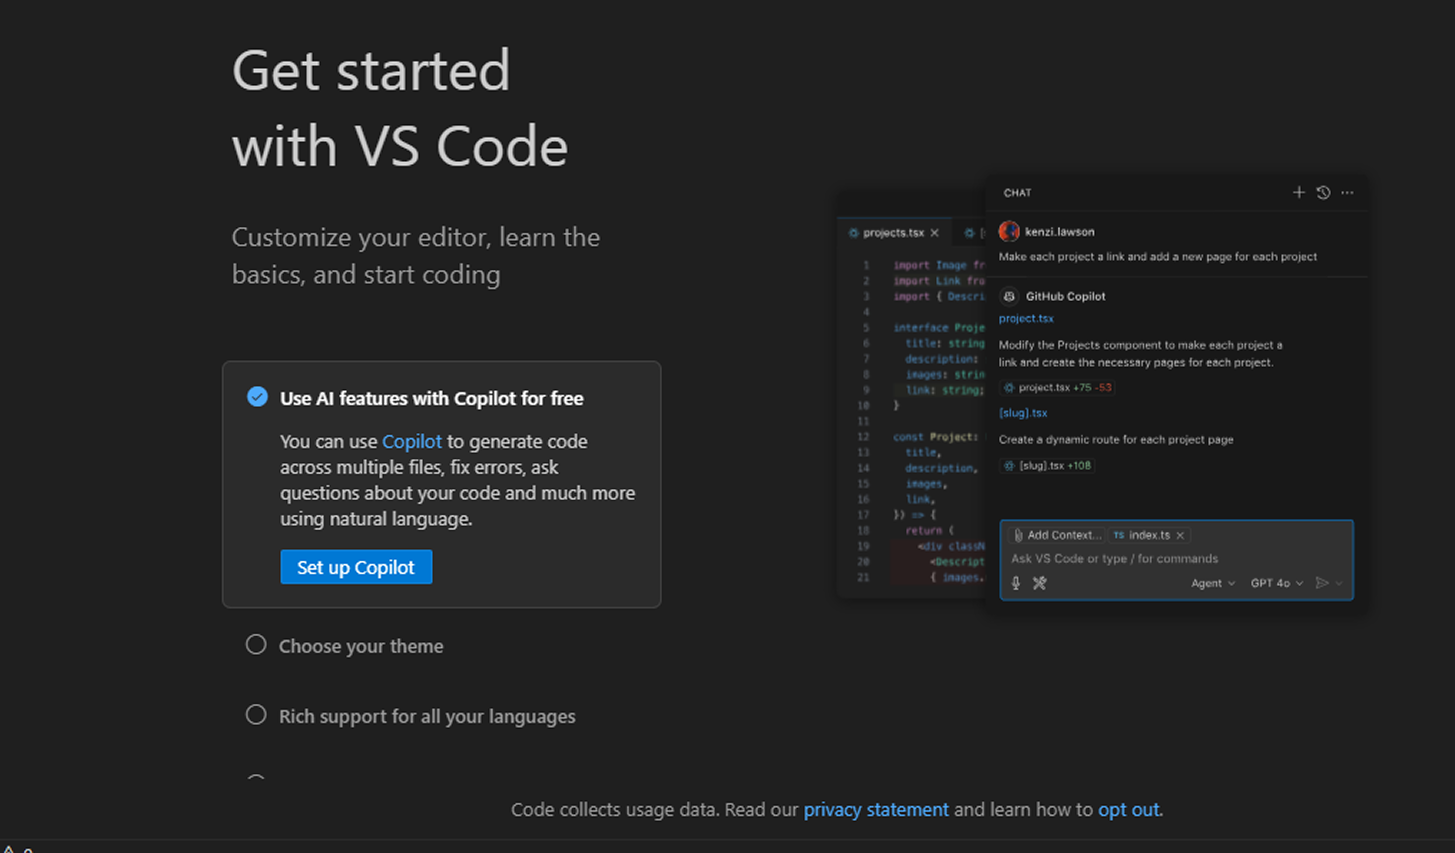 Get started
with VS Code
Customize your editor, learn the
basics, and start coding
Use AI features with Copilot for free
You can use Copilot to generate code
across multiple files, fix errors, ask
questions about your code and much more
using natural language.
Set up Copilot
Choose your theme
Rich support for all your languages
projects.tsx
1 import Image fr
2 import Link fro
3 import { Descri
4
5 interface Proje
6 title: string
7 description:
8 images: strin
9 link: string;
10 }
11
12 const Project:
13 title,
14 description,
15 images,
16 link,
17 }) => {
18 return (
19 <div classN
20 <Descript
21 { images.
CHAT
kenzi.lawson
Make each project a link and add a new page for each project
GitHub Copilot
project.tsx
Modify the Projects component to make each project a
link and create the necessary pages for each project.
project.tsx +75 -53
[slug].tsx
Create a dynamic route for each project page
[slug].tsx +108
Add Context... TS index.ts
Ask VS Code or type / for commands
Agent GPT 4o
Code collects usage data. Read our privacy statement and learn how to opt out.